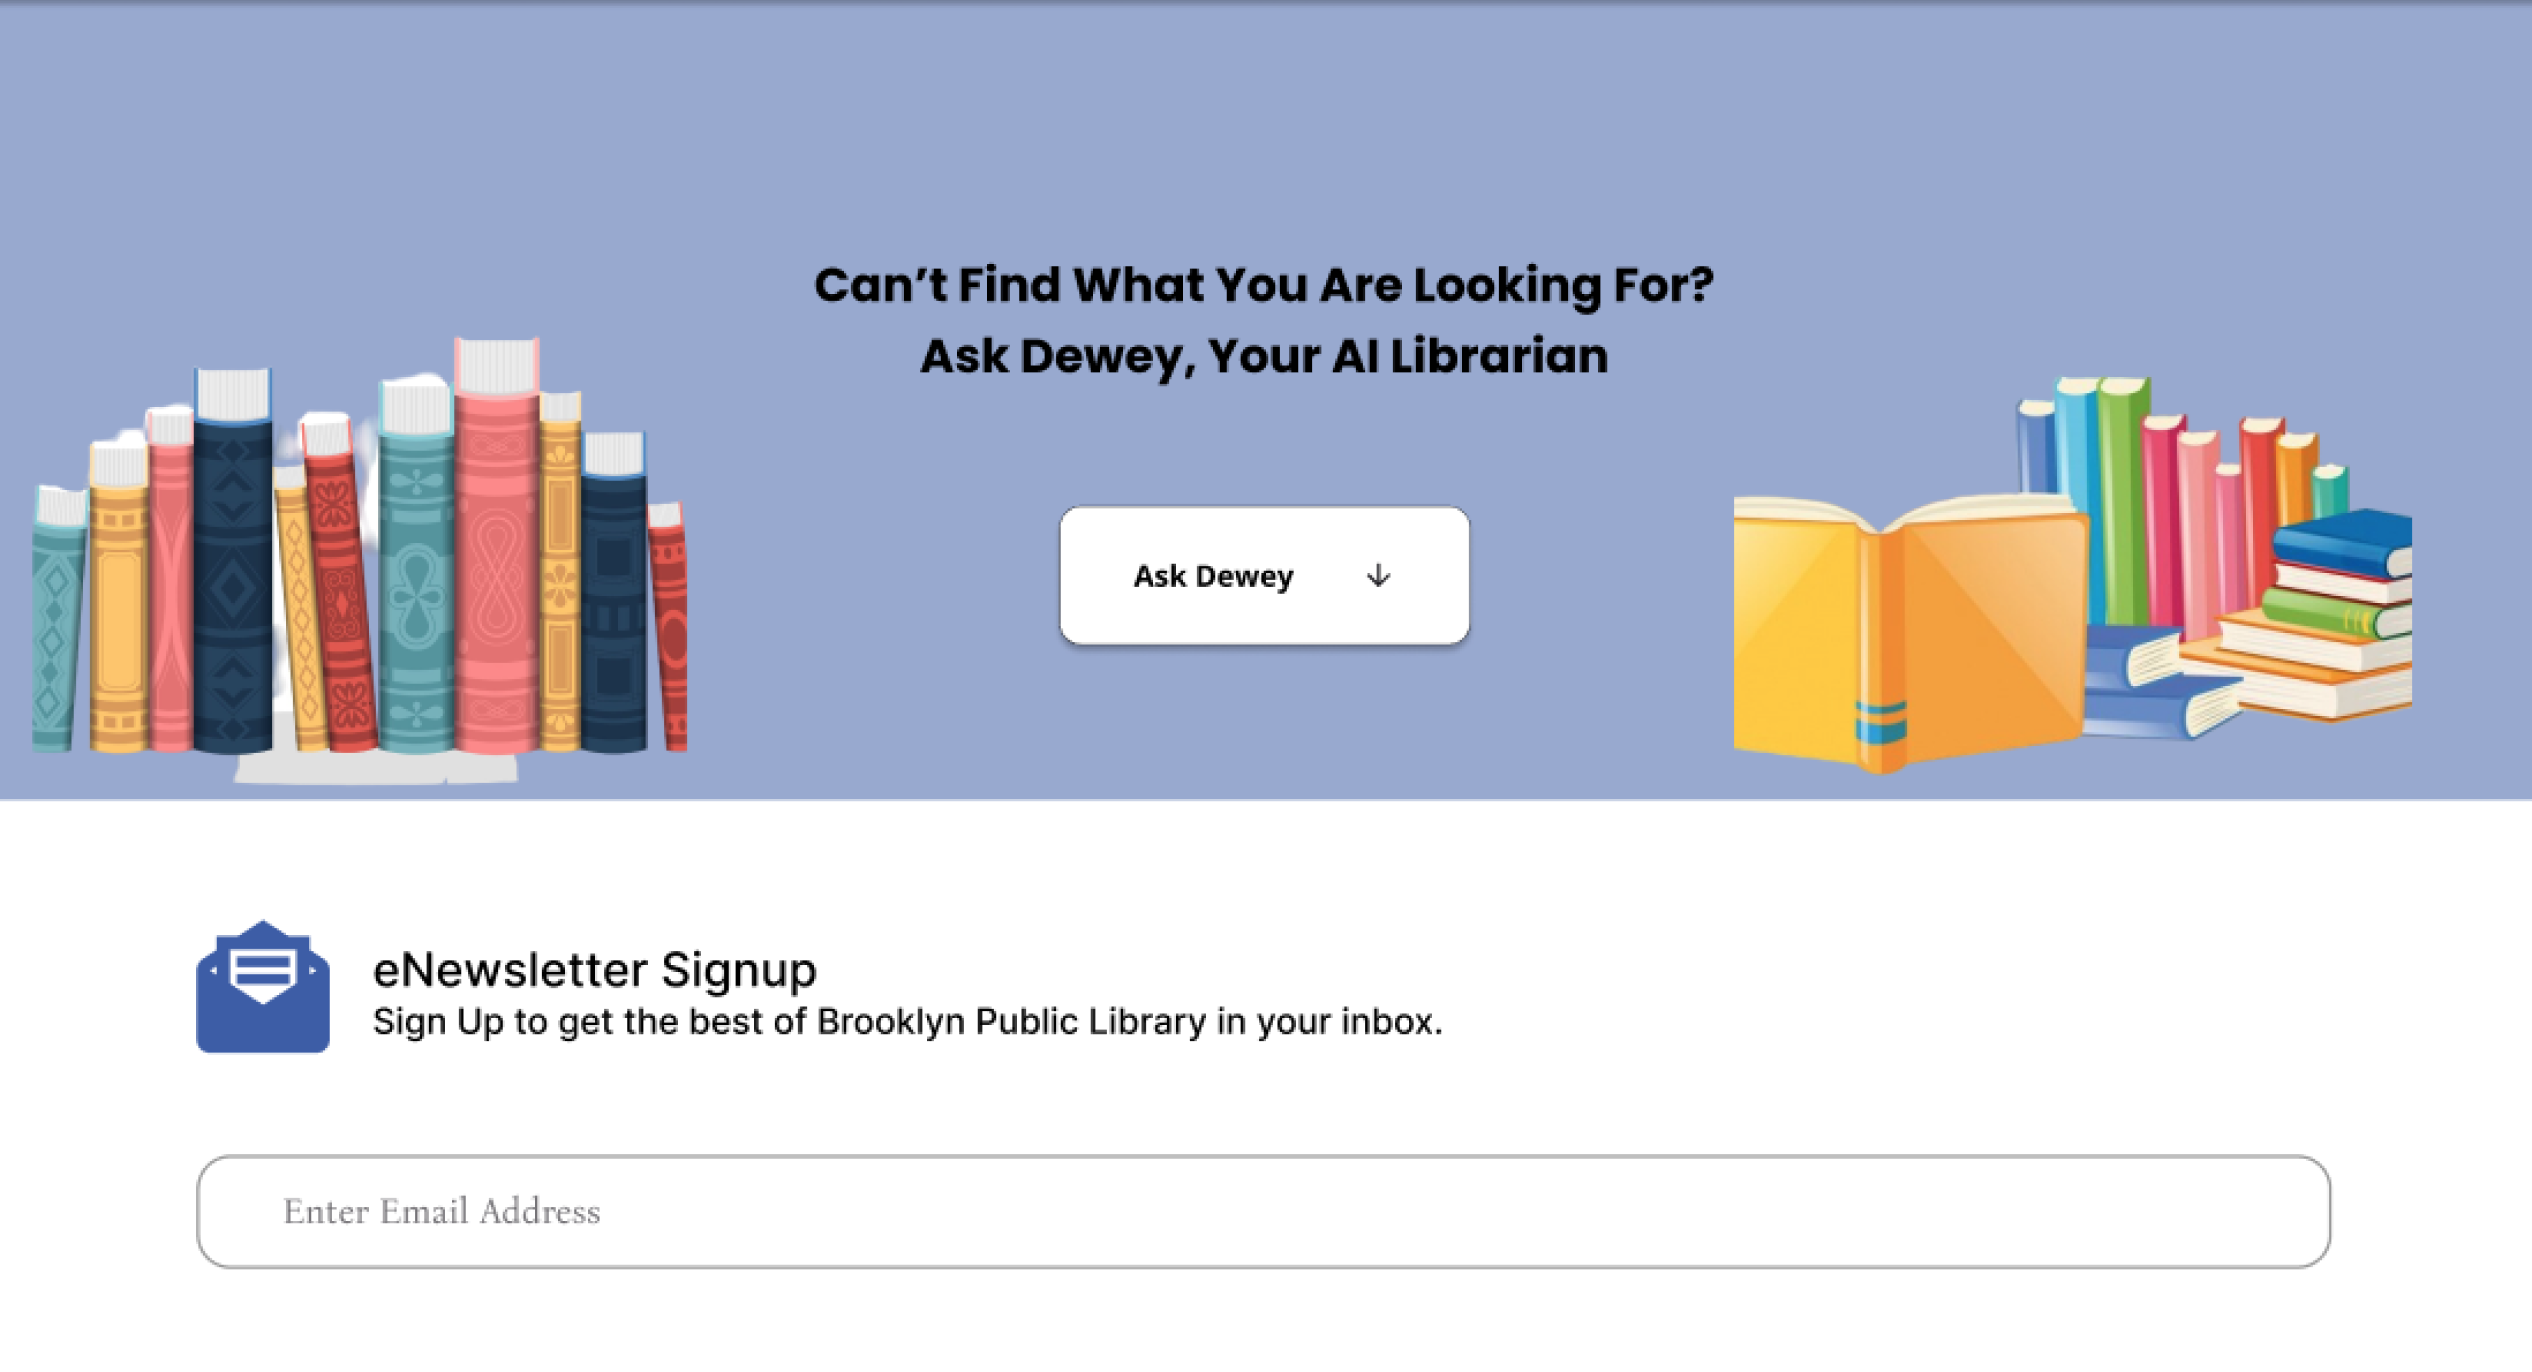 Can’t Find What You Are Looking For?
Ask Dewey, Your AI Librarian
Ask Dewey
eNewsletter Signup
Sign Up to get the best of Brooklyn Public Library in your inbox.
Enter Email Address